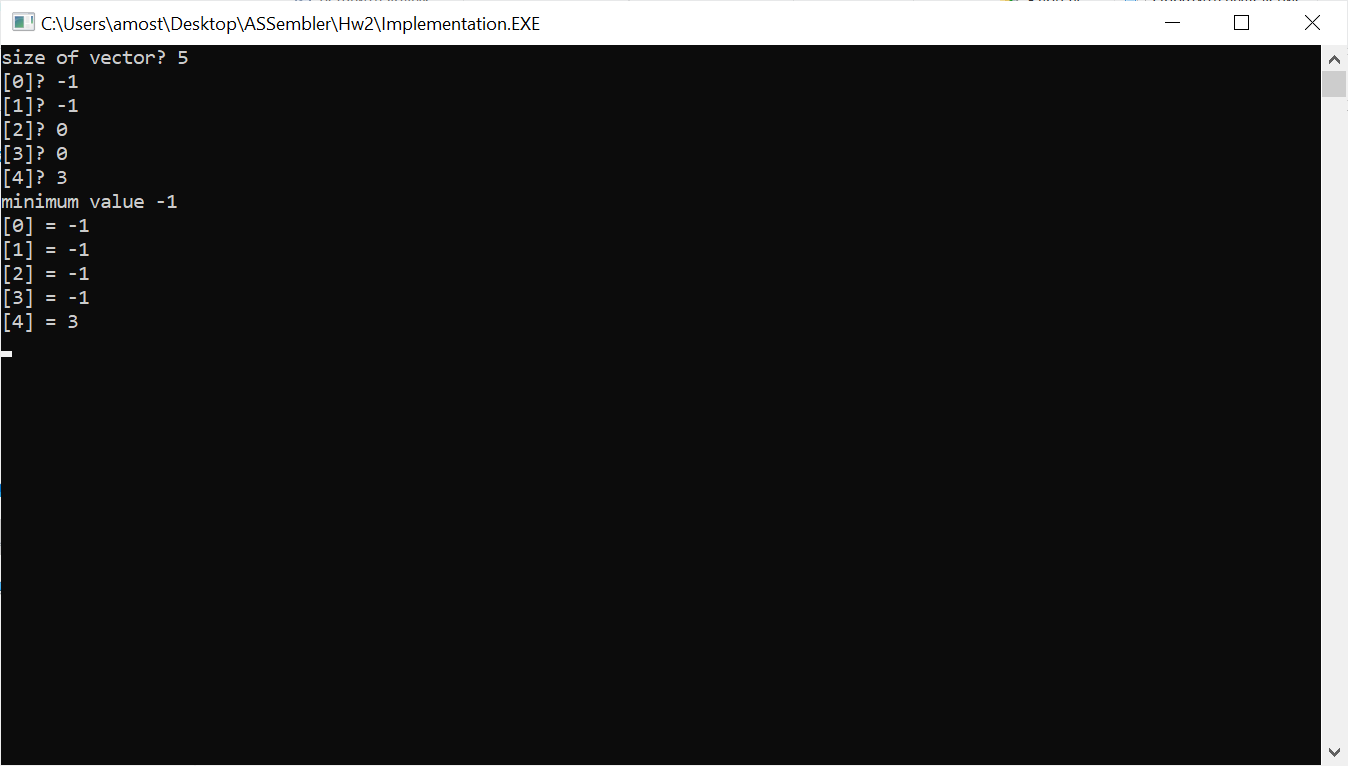 C:\Users\amost\Desktop\ASSembler\Hw2\Implementation.EXE
size of vector? 5
[0]? -1
[1]? -1
[2]? 0
[3]? 0
[4]? 3
minimum value -1
[0] = -1
[1] = -1
[2] = -1
[3] = -1
[4] = 3